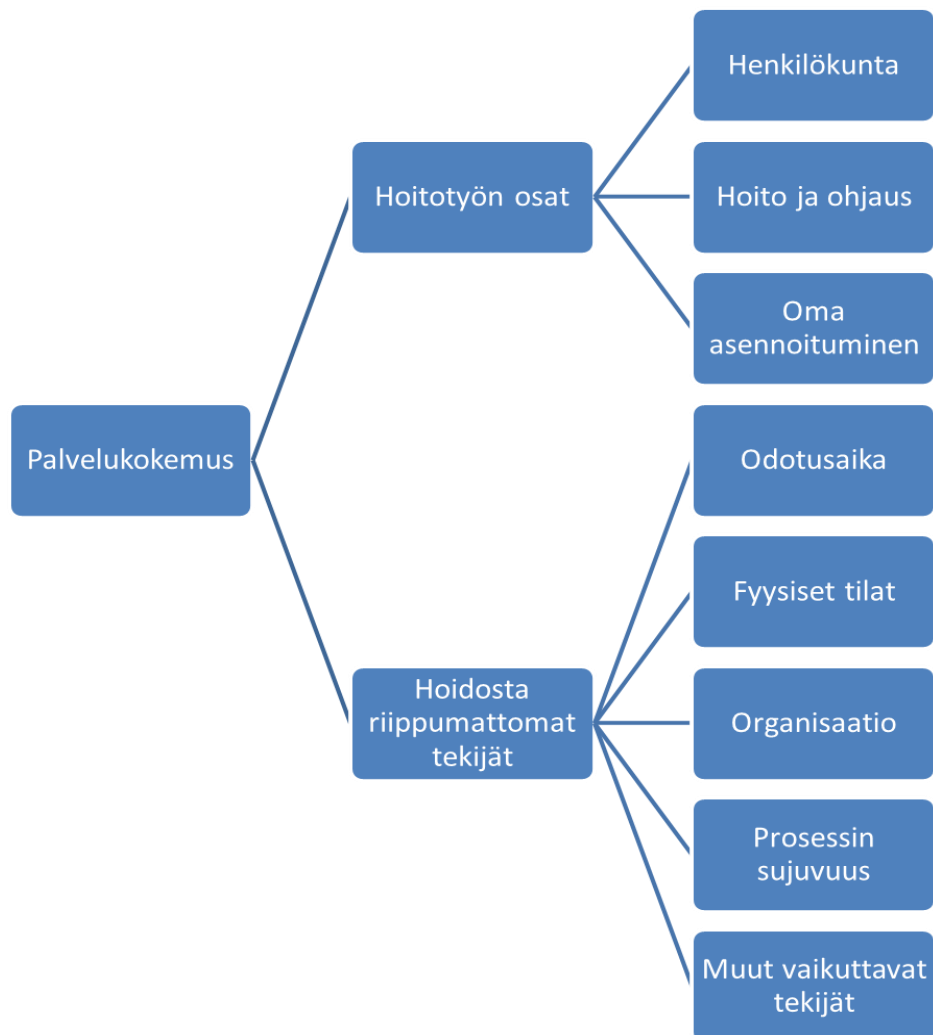 Henkilökunta
Hoitotyön osat
Hoito ja ohjaus
Oma
asennoituminen
Palvelukokemus
Odotusaika
Fyysiset tilat
Hoidosta
riippumattomat
tekijät
Organisaatio
Prosessin
sujuvuus
Muut vaikuttavat
tekijät